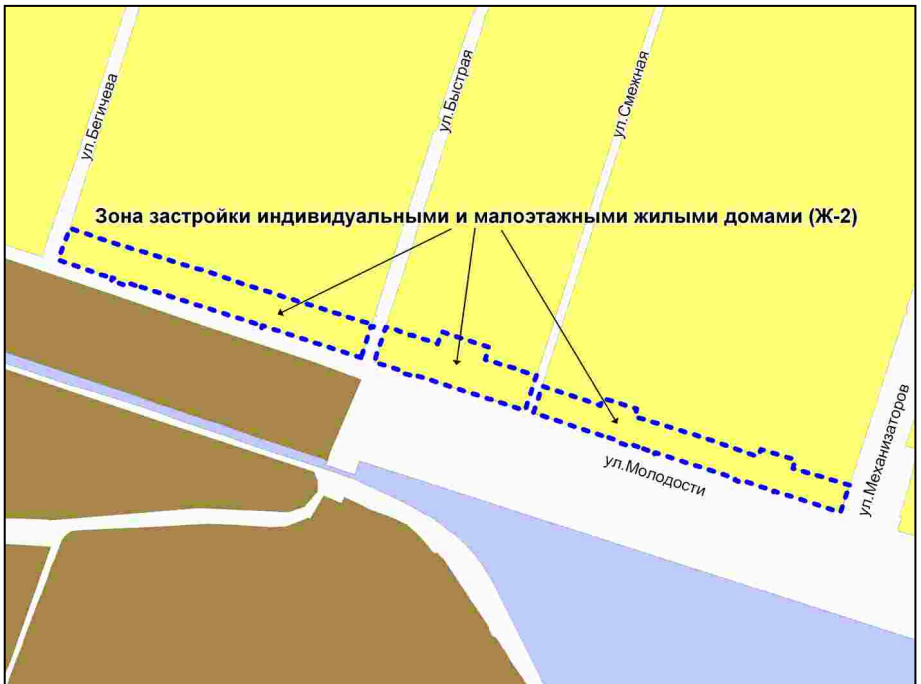 ул.Бегичева
ул.Быстрая
ул.Смежная
Зона застройки индивидуальными и малоэтажными жилыми домами (Ж-2)
ул.Молодости
ул.Механизаторов